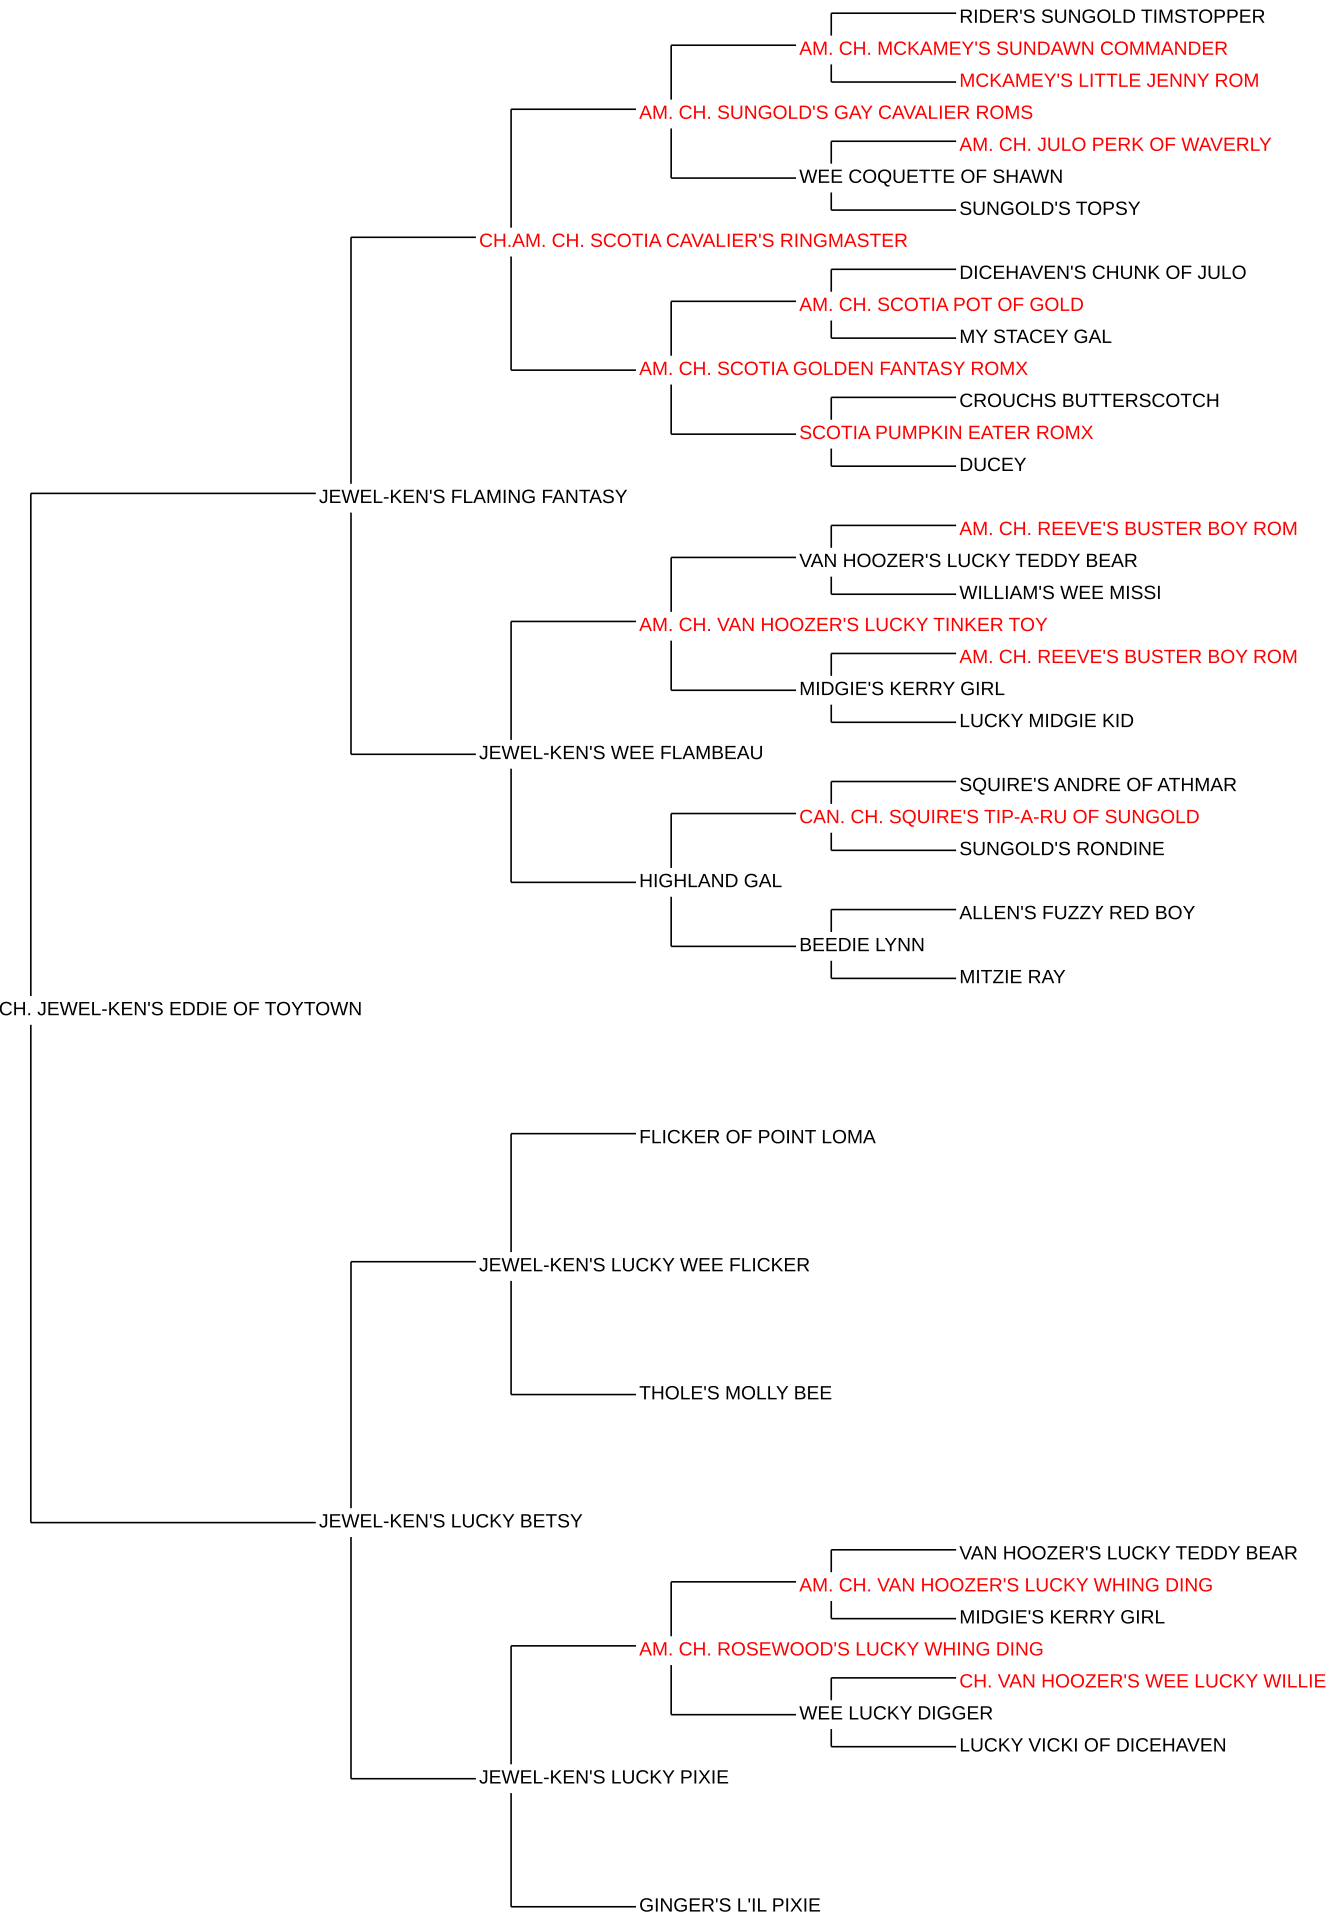 RIDER'S SUNGOLD TIMSTOPPER
AM. CH. MCKAMEY'S SUNDAWN COMMANDER
MCKAMEY'S LITTLE JENNY ROM
AM. CH. SUNGOLD'S GAY CAVALIER ROMS
AM. CH. JULO PERK OF WAVERLY
WEE COQUETTE OF SHAWN
SUNGOLD'S TOPSY
CH.AM. CH. SCOTIA CAVALIER'S RINGMASTER
DICEHAVEN'S CHUNK OF JULO
AM. CH. SCOTIA POT OF GOLD
MY STACEY GAL
AM. CH. SCOTIA GOLDEN FANTASY ROMX
CROUCHS BUTTERSCOTCH
SCOTIA PUMPKIN EATER ROMX
DUCEY
JEWEL-KEN'S FLAMING FANTASY
AM. CH. REEVE'S BUSTER BOY ROM
VAN HOOZER'S LUCKY TEDDY BEAR
WILLIAM'S WEE MISSI
AM. CH. VAN HOOZER'S LUCKY TINKER TOY
AM. CH. REEVE'S BUSTER BOY ROM
MIDGIE'S KERRY GIRL
LUCKY MIDGIE KID
JEWEL-KEN'S WEE FLAMBEAU
SQUIRE'S ANDRE OF ATHMAR
CAN. CH. SQUIRE'S TIP-A-RU OF SUNGOLD
SUNGOLD'S RONDINE
HIGHLAND GAL
ALLEN'S FUZZY RED BOY
BEEDIE LYNN
MITZIE RAY
CH. JEWEL-KEN'S EDDIE OF TOYTOWN
FLICKER OF POINT LOMA
JEWEL-KEN'S LUCKY WEE FLICKER
THOLE'S MOLLY BEE
JEWEL-KEN'S LUCKY BETSY
VAN HOOZER'S LUCKY TEDDY BEAR
AM. CH. VAN HOOZER'S LUCKY WHING DING
MIDGIE'S KERRY GIRL
AM. CH. ROSEWOOD'S LUCKY WHING DING
CH. VAN HOOZER'S WEE LUCKY WILLIE
WEE LUCKY DIGGER
LUCKY VICKI OF DICEHAVEN
JEWEL-KEN'S LUCKY PIXIE
GINGER'S L'IL PIXIE